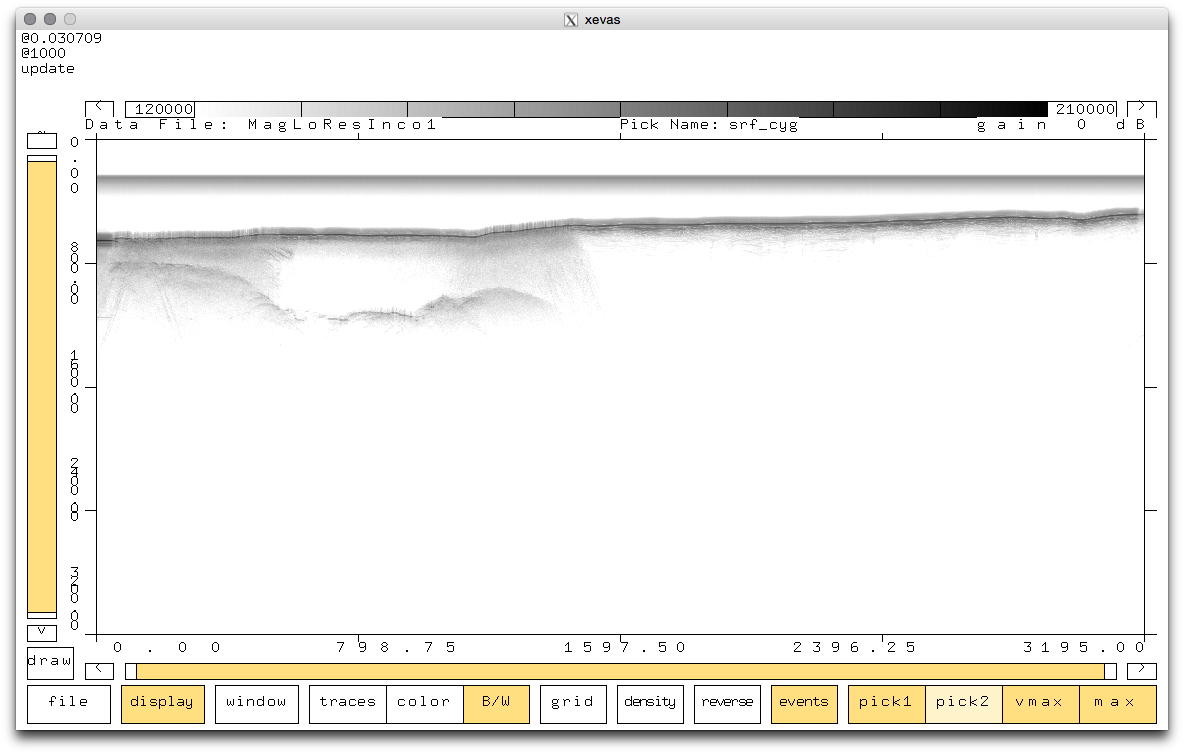 xevas
@0.030709
@1000
update
< 120000 210000 >
Data File: MagLoResInco1 Pick Name: srf_cyg gain 0 dB
0.00
800.00
1600.00
2400.00
3200.00
0.00 798.75 1597.50 2396.25 3195.00
draw < >
file display window traces color B/W grid density reverse events pick1 pick2 vmax max